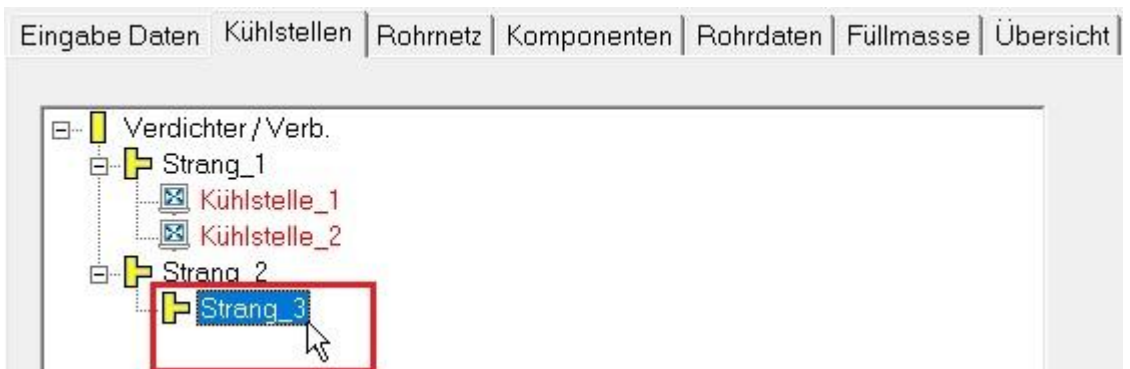 Eingabe Daten Kühlstellen Rohrnetz Komponenten Rohrdaten Füllmasse Übersicht
Verdichter / Verb.
Strang_1
Kühlstelle_1
Kühlstelle_2
Strang_2
Strang_3